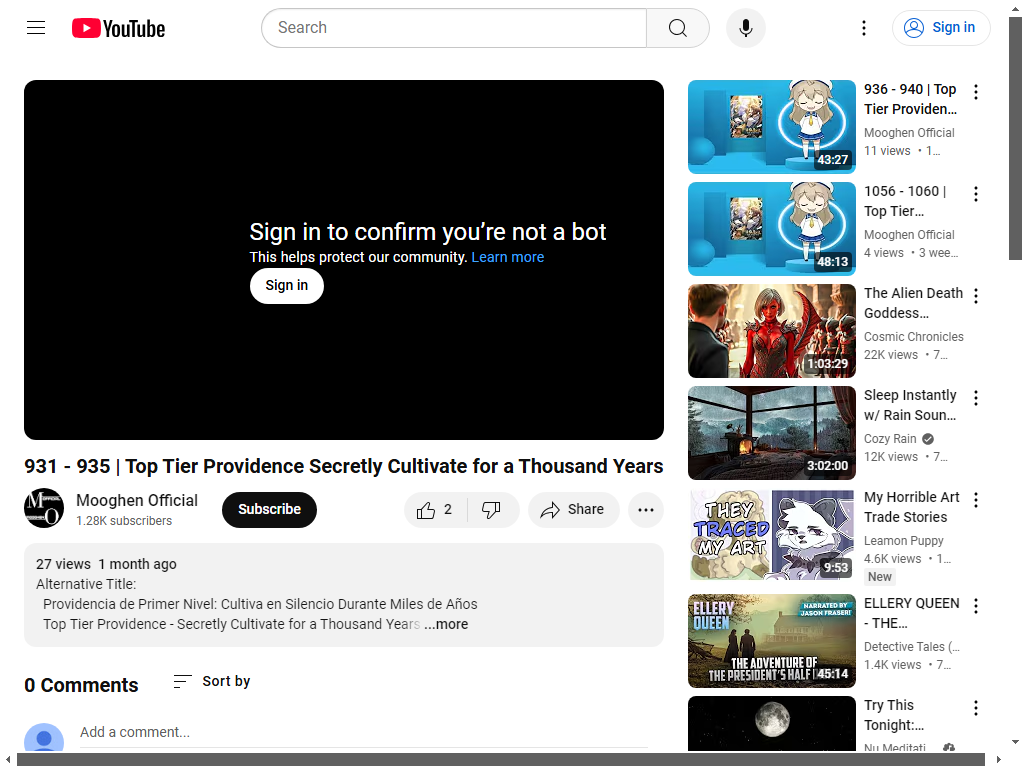 YouTube
Search
Sign in
Sign in to confirm you’re not a bot
This helps protect our community. Learn more
Sign in
931 - 935 | Top Tier Providence Secretly Cultivate for a Thousand Years
Mooghen Official
1.28K subscribers
Subscribe
2
Share
27 views 1 month ago
Alternative Title:
Providencia de Primer Nivel: Cultiva en Silencio Durante Miles de Años
Top Tier Providence - Secretly Cultivate for a Thousand Years ...more
0 Comments
Sort by
Add a comment...
43:27
936 - 940 | Top
Tier Providen...
Mooghen Official
11 views • 1...
48:13
1056 - 1060 |
Top Tier...
Mooghen Official
4 views • 3 wee...
1:03:29
The Alien Death
Goddess...
Cosmic Chronicles
22K views • 7...
3:02:00
Sleep Instantly
w/ Rain Soun...
Cozy Rain
12K views • 7...
THEY
TRACED
MY ART
9:53
My Horrible Art
Trade Stories
Leamon Puppy
4.6K views • 1...
New
ELLERY
QUEEN
NARRATED BY
JASON FRASER!
THE ADVENTURE OF
THE PRESIDENT'S HALF
45:14
ELLERY QUEEN
- THE...
Detective Tales (...
1.4K views • 7...
Try This
Tonight:...
Nu Meditati...